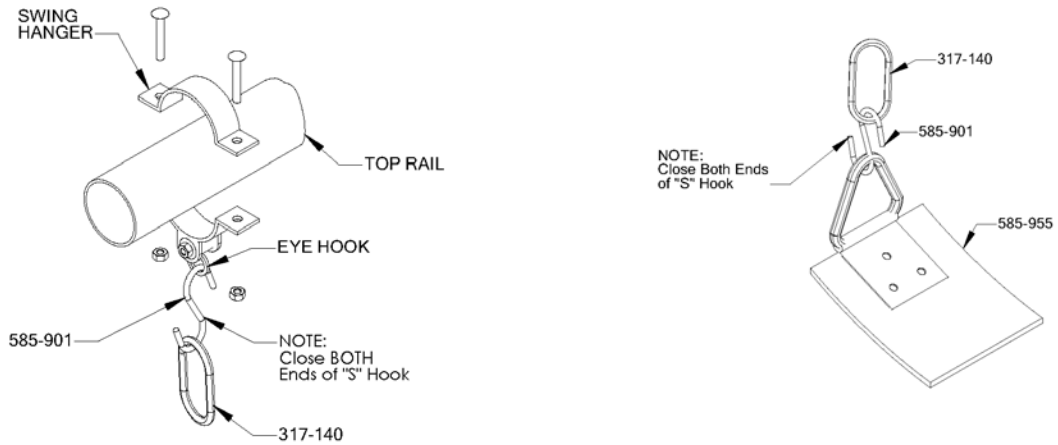 SWING
HANGER
TOP RAIL
EYE HOOK
585-901
NOTE:
Close BOTH
Ends of "S" Hook
317-140
317-140
585-901
NOTE:
Close Both Ends
of "S" Hook
585-955